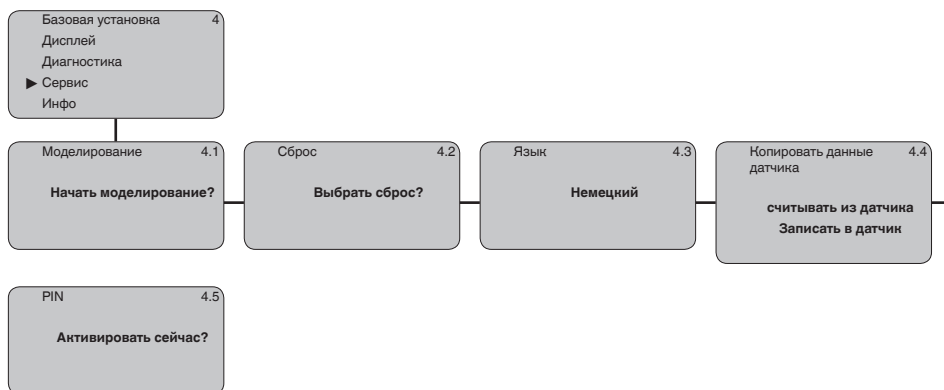 Базовая установка 4
Дисплей
Диагностика
▶ Сервис
Инфо
Моделирование 4.1
Начать моделирование?
Сброс 4.2
Выбрать сброс?
Язык 4.3
Немецкий
Копировать данные 4.4
датчика
считывать из датчика
Записать в датчик
PIN 4.5
Активировать сейчас?